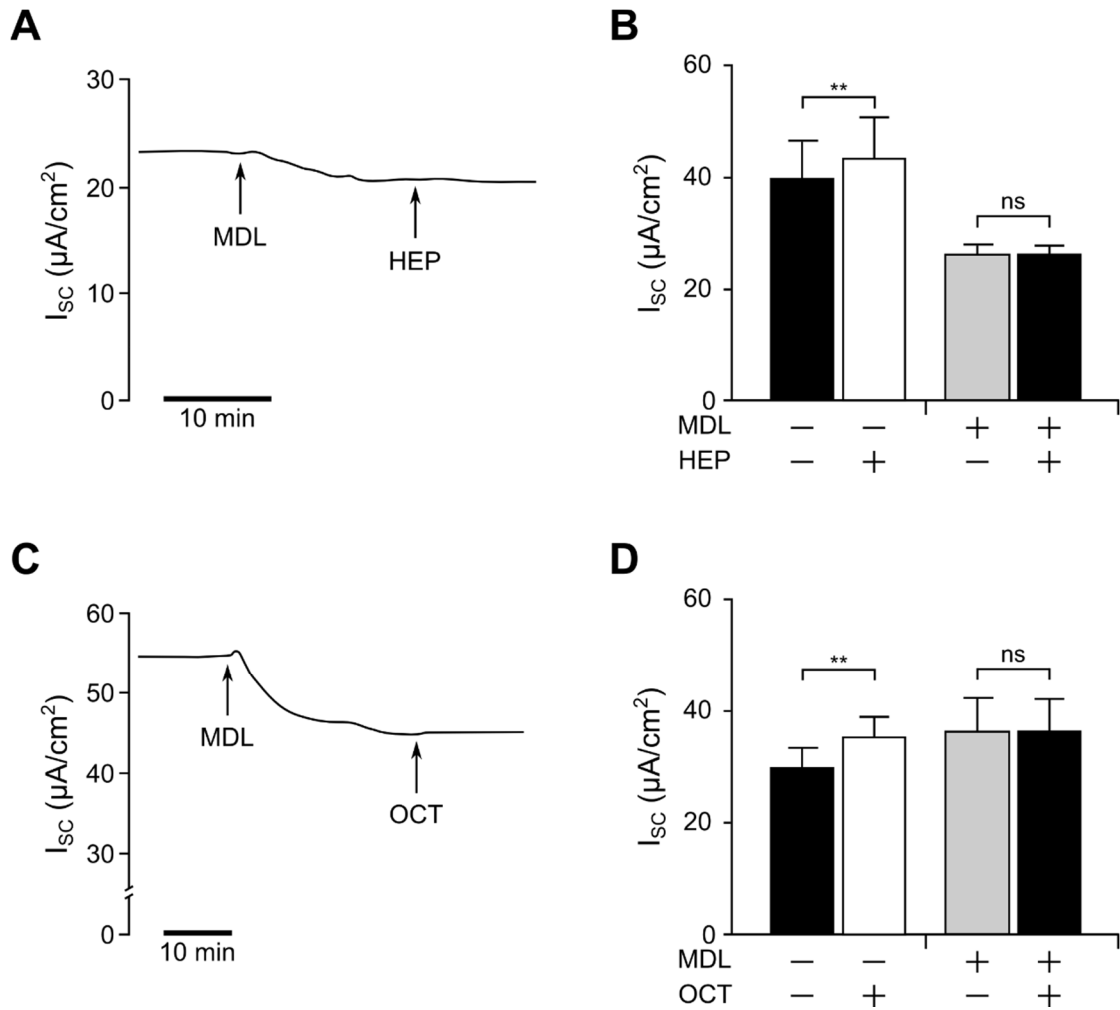 A
30
20
10
0
I_SC (µA/cm²)
MDL
HEP
10 min
B
60
40
20
0
I_SC (µA/cm²)
**
ns
MDL − − + +
HEP − + − +
C
60
50
40
30
0
I_SC (µA/cm²)
MDL
OCT
10 min
D
60
40
20
0
I_SC (µA/cm²)
**
ns
MDL − − + +
OCT − + − +